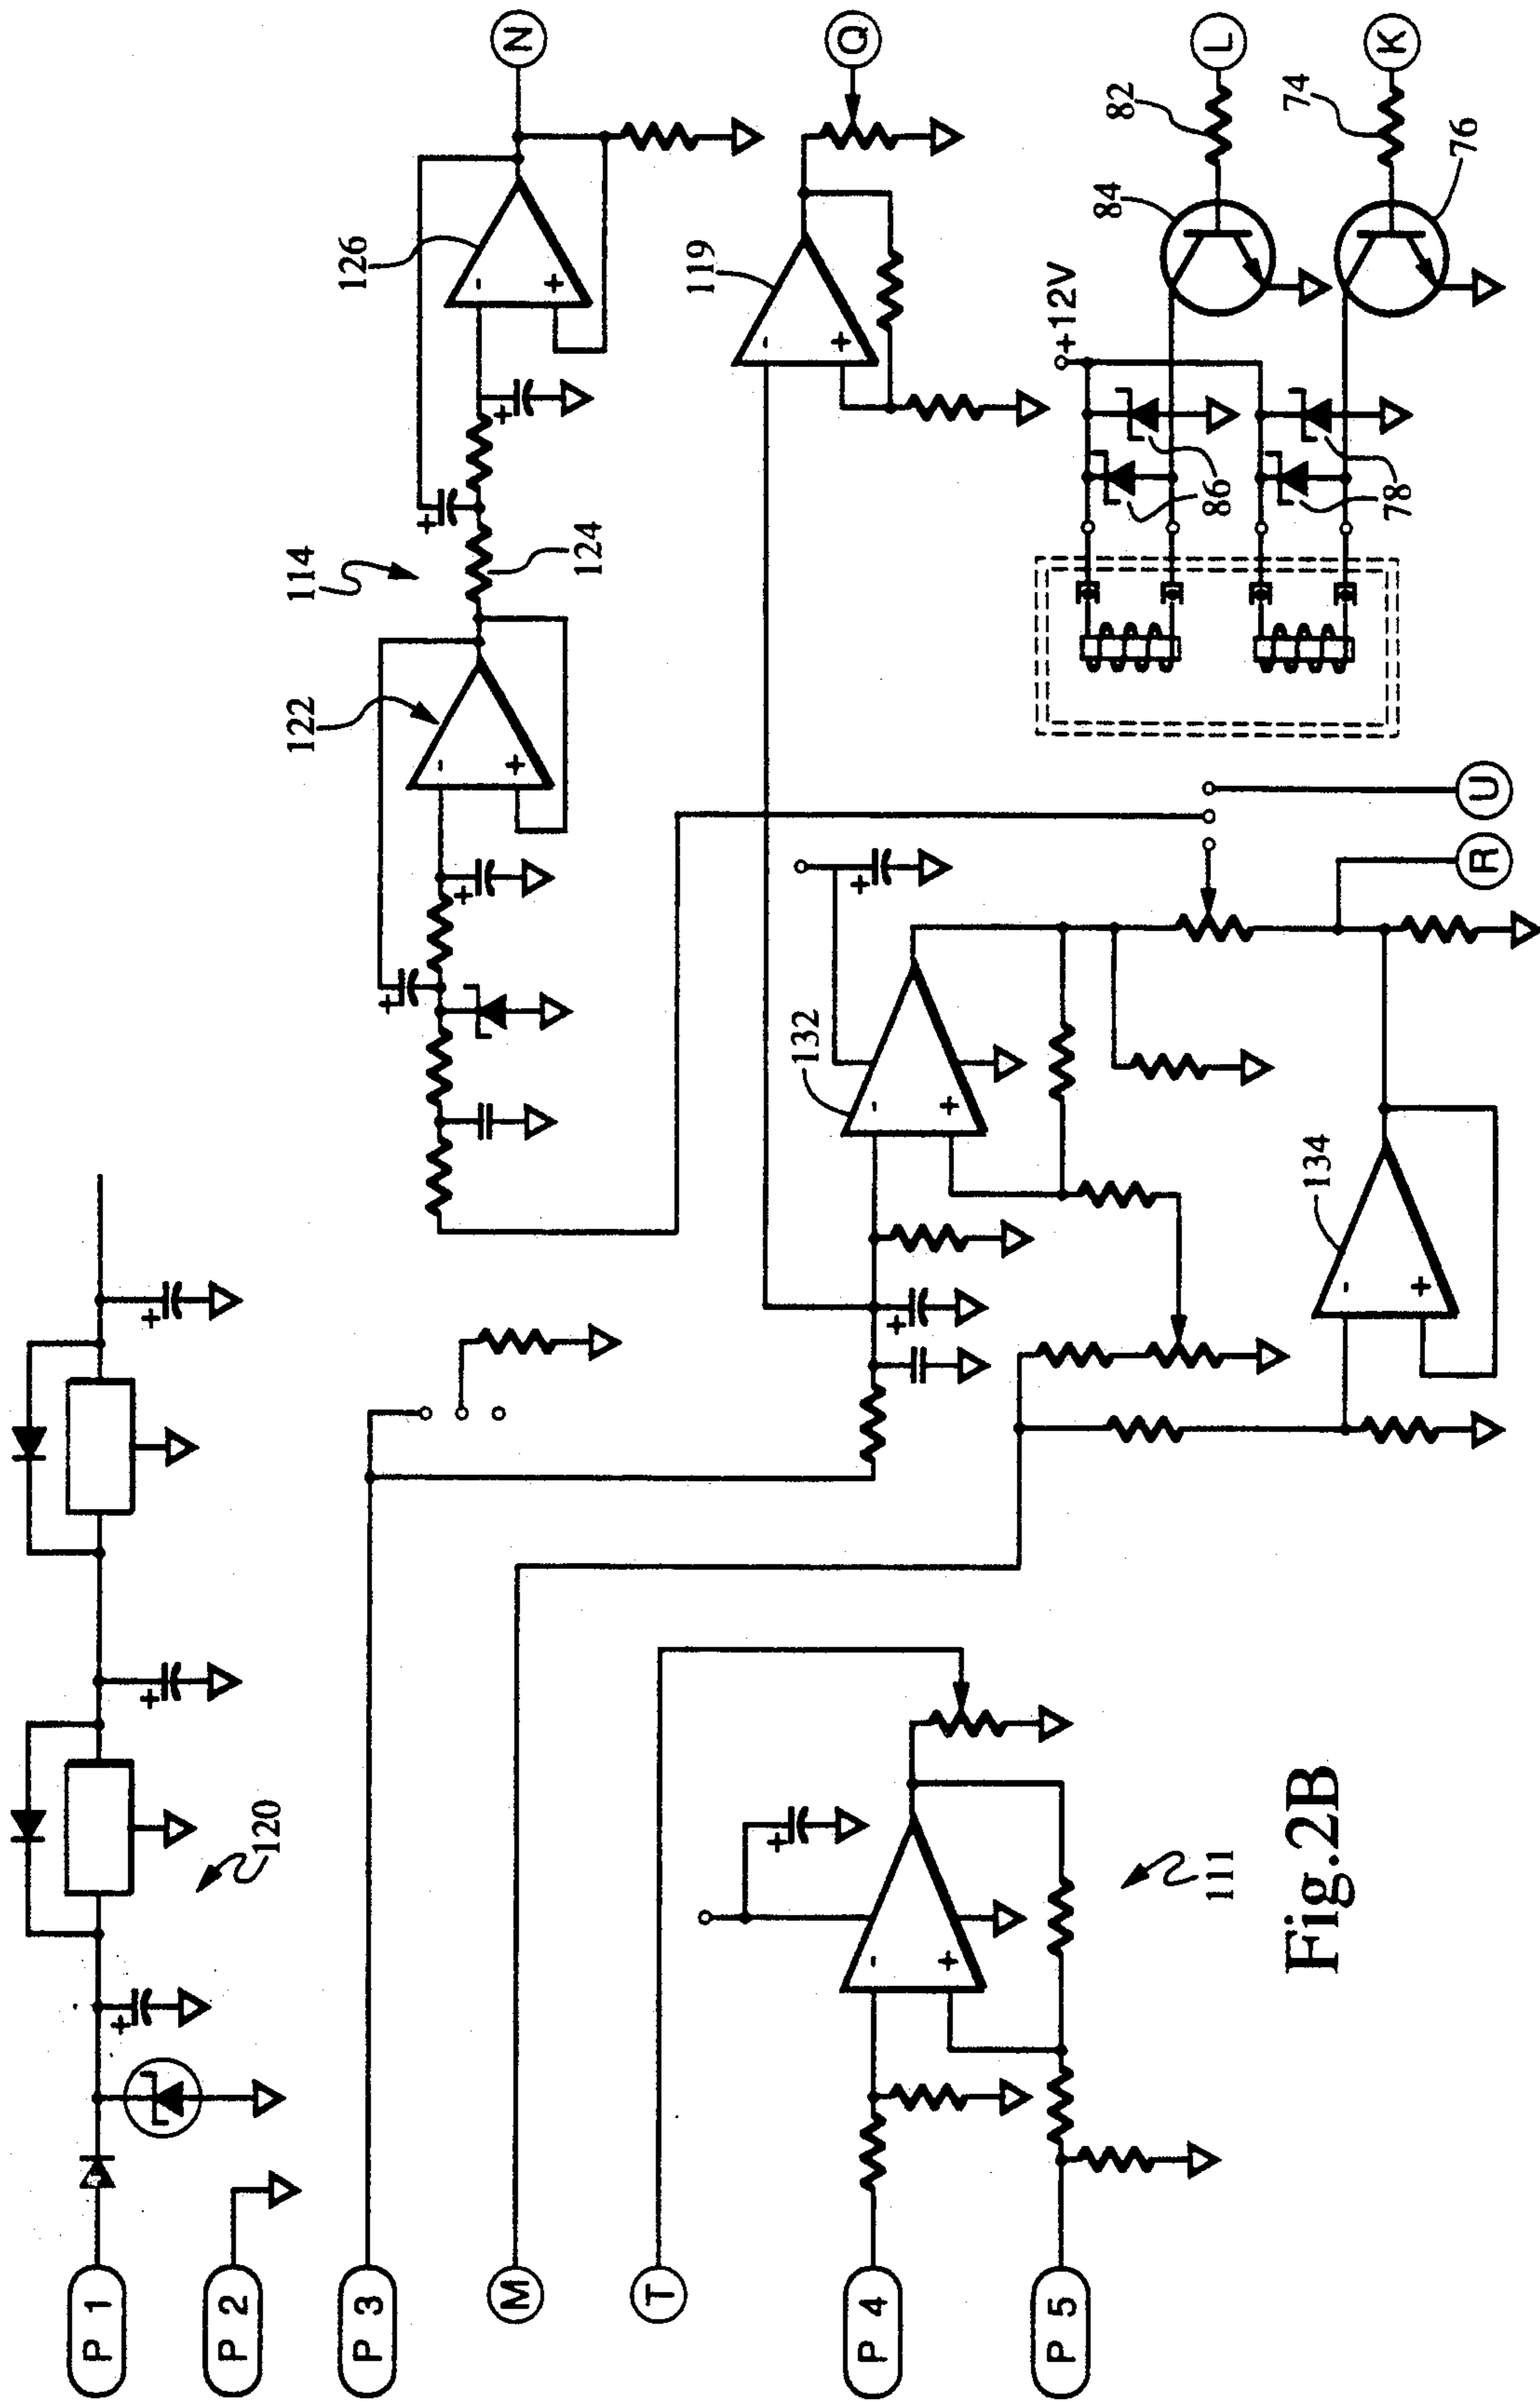 P 1
P 2
P 3
M
T
P 4
P 5
+
+
+
120
-
+
+
111
114
122
-
+
+
+
124
+
+
126
-
+
N
119
-
+
Q
132
-
+
+
+
134
-
+
R
U
+12V
86
78
84
82
L
76
74
K
Fig.2B